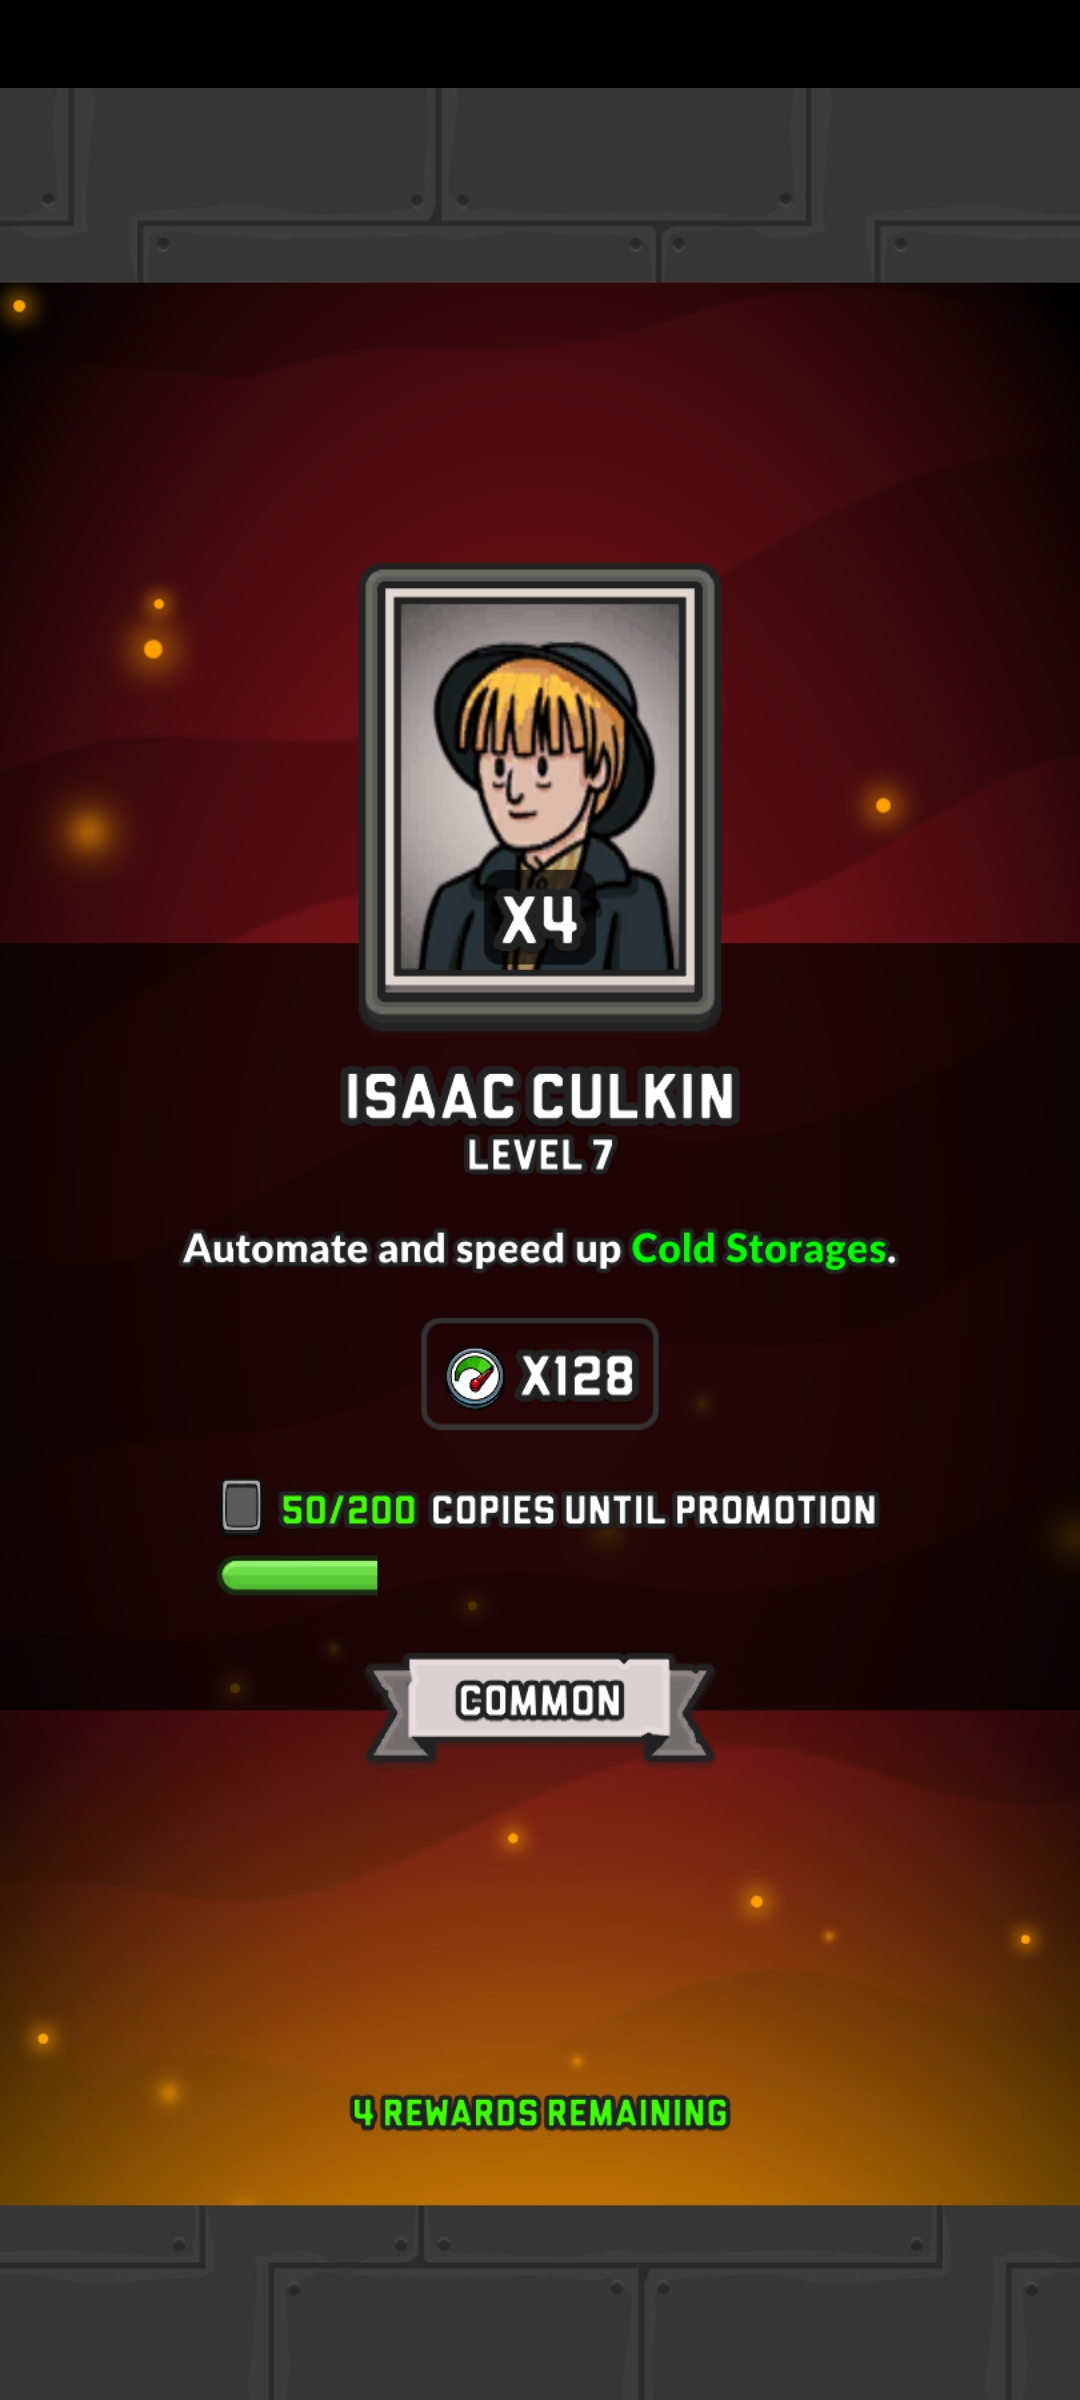 X4
ISAAC CULKIN
LEVEL 7
Automate and speed up Cold Storages.
X128
50/200 COPIES UNTIL PROMOTION
COMMON
4 REWARDS REMAINING